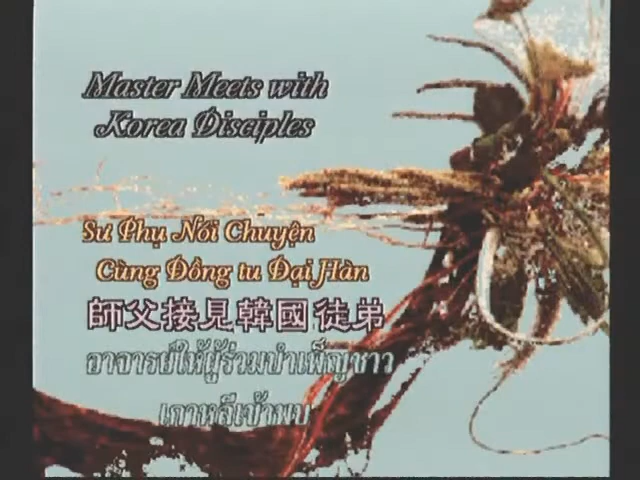 Master Meets with
Korea Disciples
Sư Phụ Nói Chuyện
Cùng Đồng tu Đại Hàn
師父接見韓國徒弟
อาจารย์ให้ผู้ร่วมบำเพ็ญชาว
เกาหลีเข้าพบ